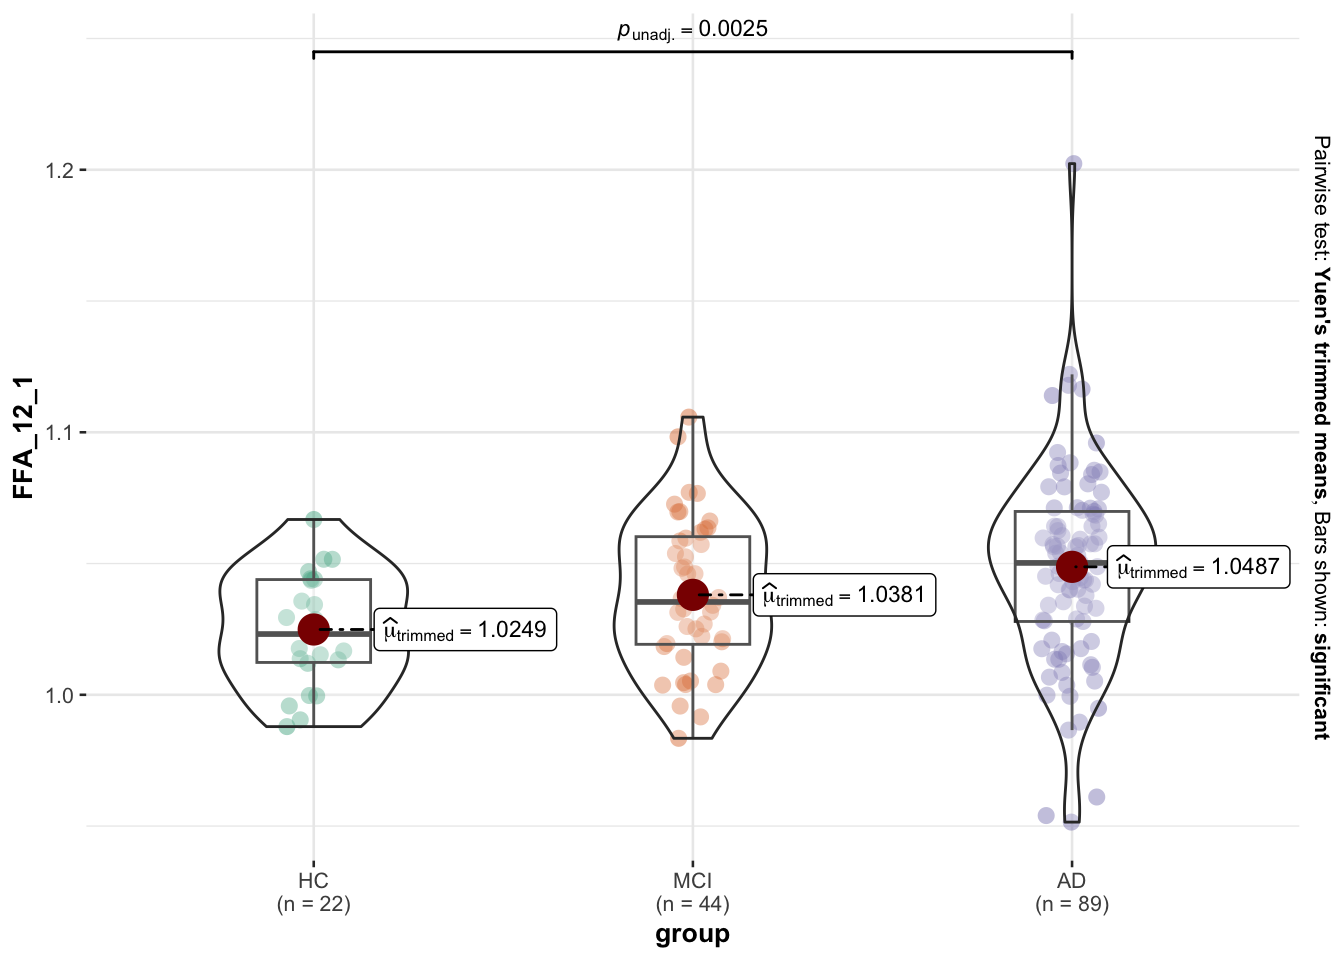 p unadj. = 0.0025
FFA_12_1
1.2
1.1
1.0
μ̂ trimmed = 1.0249
μ̂ trimmed = 1.0381
μ̂ trimmed = 1.0487
HC
(n = 22)
MCI
(n = 44)
AD
(n = 89)
group
Pairwise test: Yuen's trimmed means, Bars shown: significant